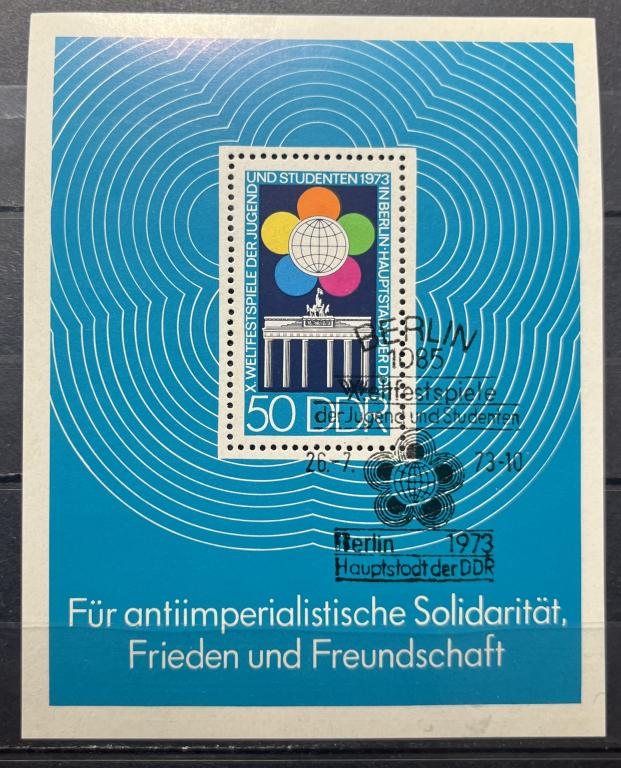 X. WELTFESTSPIELE DER JUGEND
UND STUDENTEN 1973
IN BERLIN·HAUPTSTADT DER DDR
50 DDR
BERLIN
1085
Weltfestspiele
der Jugend und Studenten
26.-7. 73-10
Berlin 1973
Hauptstadt der DDR
Für antiimperialistische Solidarität,
Frieden und Freundschaft